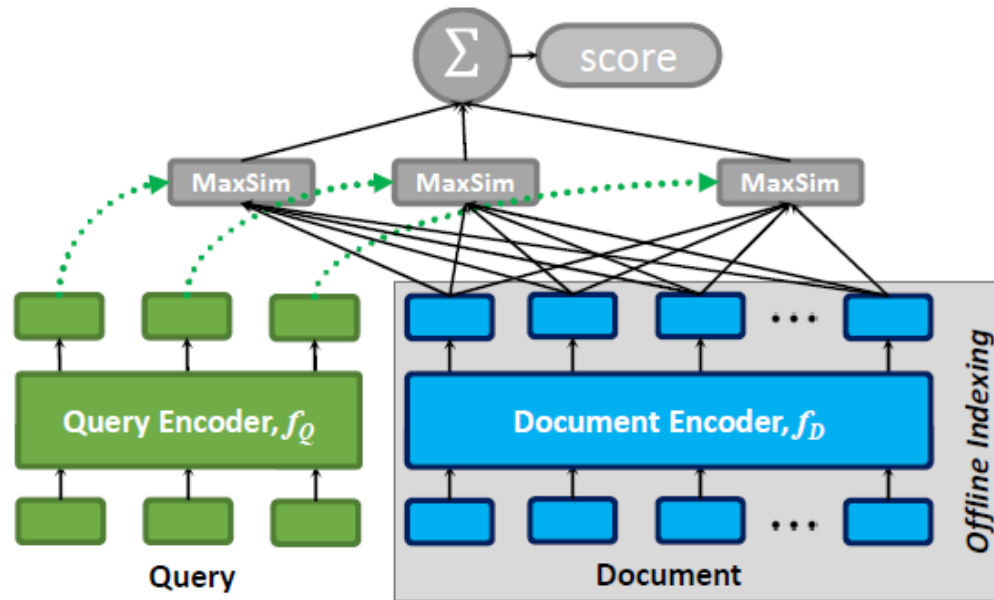 Σ
score
MaxSim
MaxSim
MaxSim
Query Encoder, f_Q
Document Encoder, f_D
Offline Indexing
Query
Document